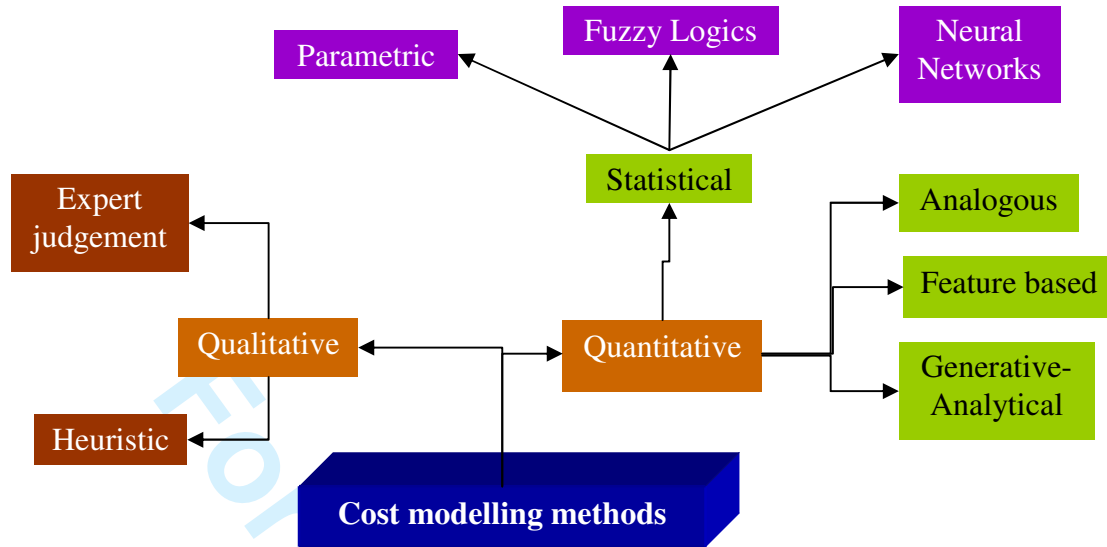 Fuzzy Logics
Neural
Networks
Parametric
Statistical
Expert
judgement
Analogous
Feature based
Qualitative
Quantitative
Generative-
Analytical
Heuristic
Cost modelling methods
For